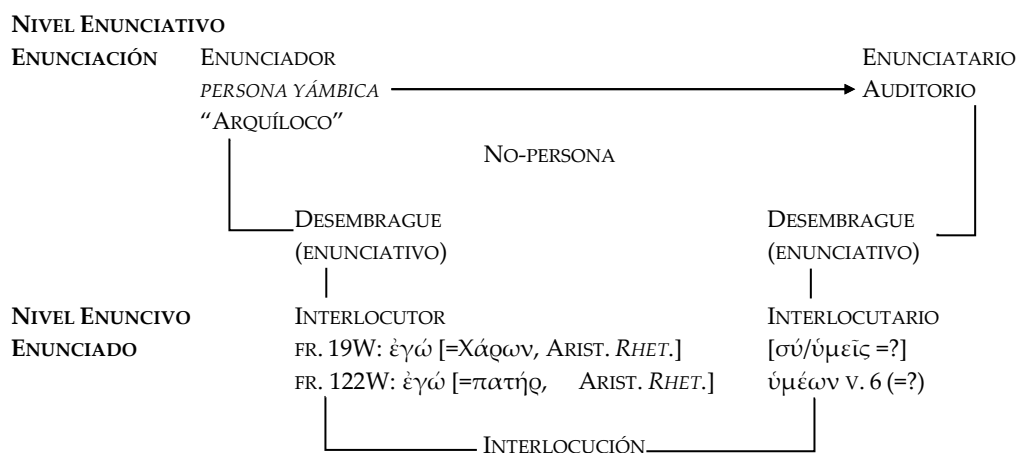 NIVEL ENUNCIATIVO
ENUNCIACIÓN ENUNCIADOR ENUNCIATARIO
PERSONA YÁMBICA AUDITORIO
“ARQUÍLOCO”
NO-PERSONA
DESEMBRAGUE DESEMBRAGUE
(ENUNCIATIVO) (ENUNCIATIVO)
NIVEL ENUNCIVO INTERLOCUTOR INTERLOCUTARIO
ENUNCIADO FR. 19W: ἐγώ [=Χάρων, ARIST. RHET.] [σύ/ὑμεῖς =?]
FR. 122W: ἐγώ [=πατήρ, ARIST. RHET.] ὑμέων V. 6 (=?)
INTERLOCUCIÓN